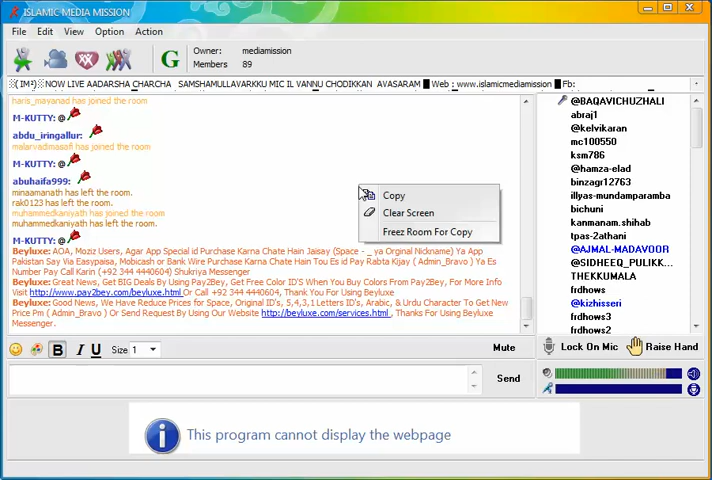 ISLAMIC MEDIA MISSION
File Edit View Option Action
G
Owner: mediamission
Members 89
۞( IM²) NOW LIVE AADARSHA CHARCHA SAMSHAMULLAVARKKU MIC IL VANNU CHODIKKAN AVASARAM █ Web : www.islamicmediamission █ Fb:
haris_mayanad has joined the room
M-KUTTY: @
abdu_iringallur:
malarvadimasafi has joined the room
M-KUTTY: @
abuhaifa999:
minaamanath has left the room.
rak0123 has left the room.
muhammedkaniyath has joined the room
muhammedkaniyath has left the room.
M-KUTTY: @
Beyluxe: AOA, Moziz Users, Agar App Special id Purchase Karna Chate Hain Jaisay (Space - _ ya Orginal Nickname) Ya App
Pakistan Say Via Easypaisa, Mobicash or Bank Wire Purchase Karna Chate Hain Tou Es id Pay Rabta Kijay ( Admin_Bravo ) Ya Es
Number Pay Call Karin (+92 344 4440604) Shukriya Messenger
Beyluxe: Great News, Get BIG Deals By Using Pay2Bey, Get Free Color ID'S When You Buy Colors From Pay2Bey, For More Info
Visit http://www.pay2bey.com/beyluxe.html Or Call +92 344 4440604, Thank You For Using Beyluxe
Beyluxe: Good News, We Have Reduce Prices for Space, Original ID's, 5,4,3,1 Letters ID's, Arabic, & Urdu Character To Get New
Price Pm ( Admin_Bravo ) Or Send Request By Using Our Website http://beyluxe.com/services.html , Thanks For Using Beyluxe
Messenger.
Copy
Clear Screen
Freez Room For Copy
@BAQAVICHUZHALI
abraj1
@kelvikaran
mc100550
ksm786
@hamza-elad
binzagr12763
illyas-mundamparamba
bichuni
kanmanam.shihab
tpas-2athani
@AJMAL-MADAVOOR
@SIDHEEQ_PULIKK...
THEKKUMALA
frdhows
@kizhisseri
frdhows3
frdhows2
B I U Size 1
Mute
Lock On Mic Raise Hand
Send
This program cannot display the webpage